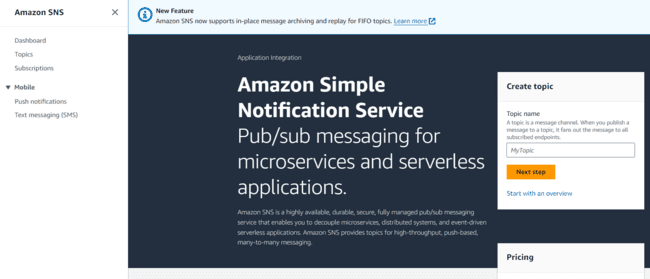 Amazon SNS
Dashboard
Topics
Subscriptions
Mobile
Push notifications
Text messaging (SMS)
New Feature
Amazon SNS now supports in-place message archiving and replay for FIFO topics. Learn more
Application Integration
Amazon Simple
Notification Service
Pub/sub messaging for
microservices and serverless
applications.
Amazon SNS is a highly available, durable, secure, fully managed pub/sub messaging
service that enables you to decouple microservices, distributed systems, and event-driven
serverless applications. Amazon SNS provides topics for high-throughput, push-based,
many-to-many messaging.
Create topic
Topic name
A topic is a message channel. When you publish a
message to a topic, it fans out the message to all
subscribed endpoints.
MyTopic
Next step
Start with an overview
Pricing